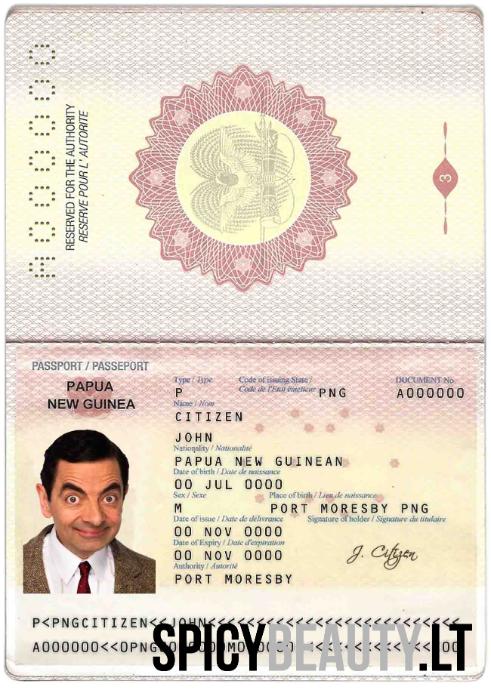 A000000
RESERVED FOR THE AUTHORITY
RESERVE POUR L' AUTORITE
3
PASSPORT / PASSEPORT
PAPUA
NEW GUINEA
Type / Type Code of issuing State / Code de l'Etat émetteur DOCUMENT No
P PNG A000000
Name / Nom
CITIZEN
JOHN
Nationality / Nationalité
PAPUA NEW GUINEAN
Date of birth / Date de naissance
00 JUL 0000
Sex / Sexe Place of birth / Lieu de naissance
M PORT MORESBY PNG
Date of issue / Date de délivrance Signature of holder / Signature du titulaire
00 NOV 0000
Date of Expiry / Date d'expiration
00 NOV 0000
J. Citizen
Authority / Autorité
PORT MORESBY
P<PNGCITIZEN<<JOHN<<<<<<<<<<<<<<<<<<<<<<<<<<
SPICYBEAUTY.LT